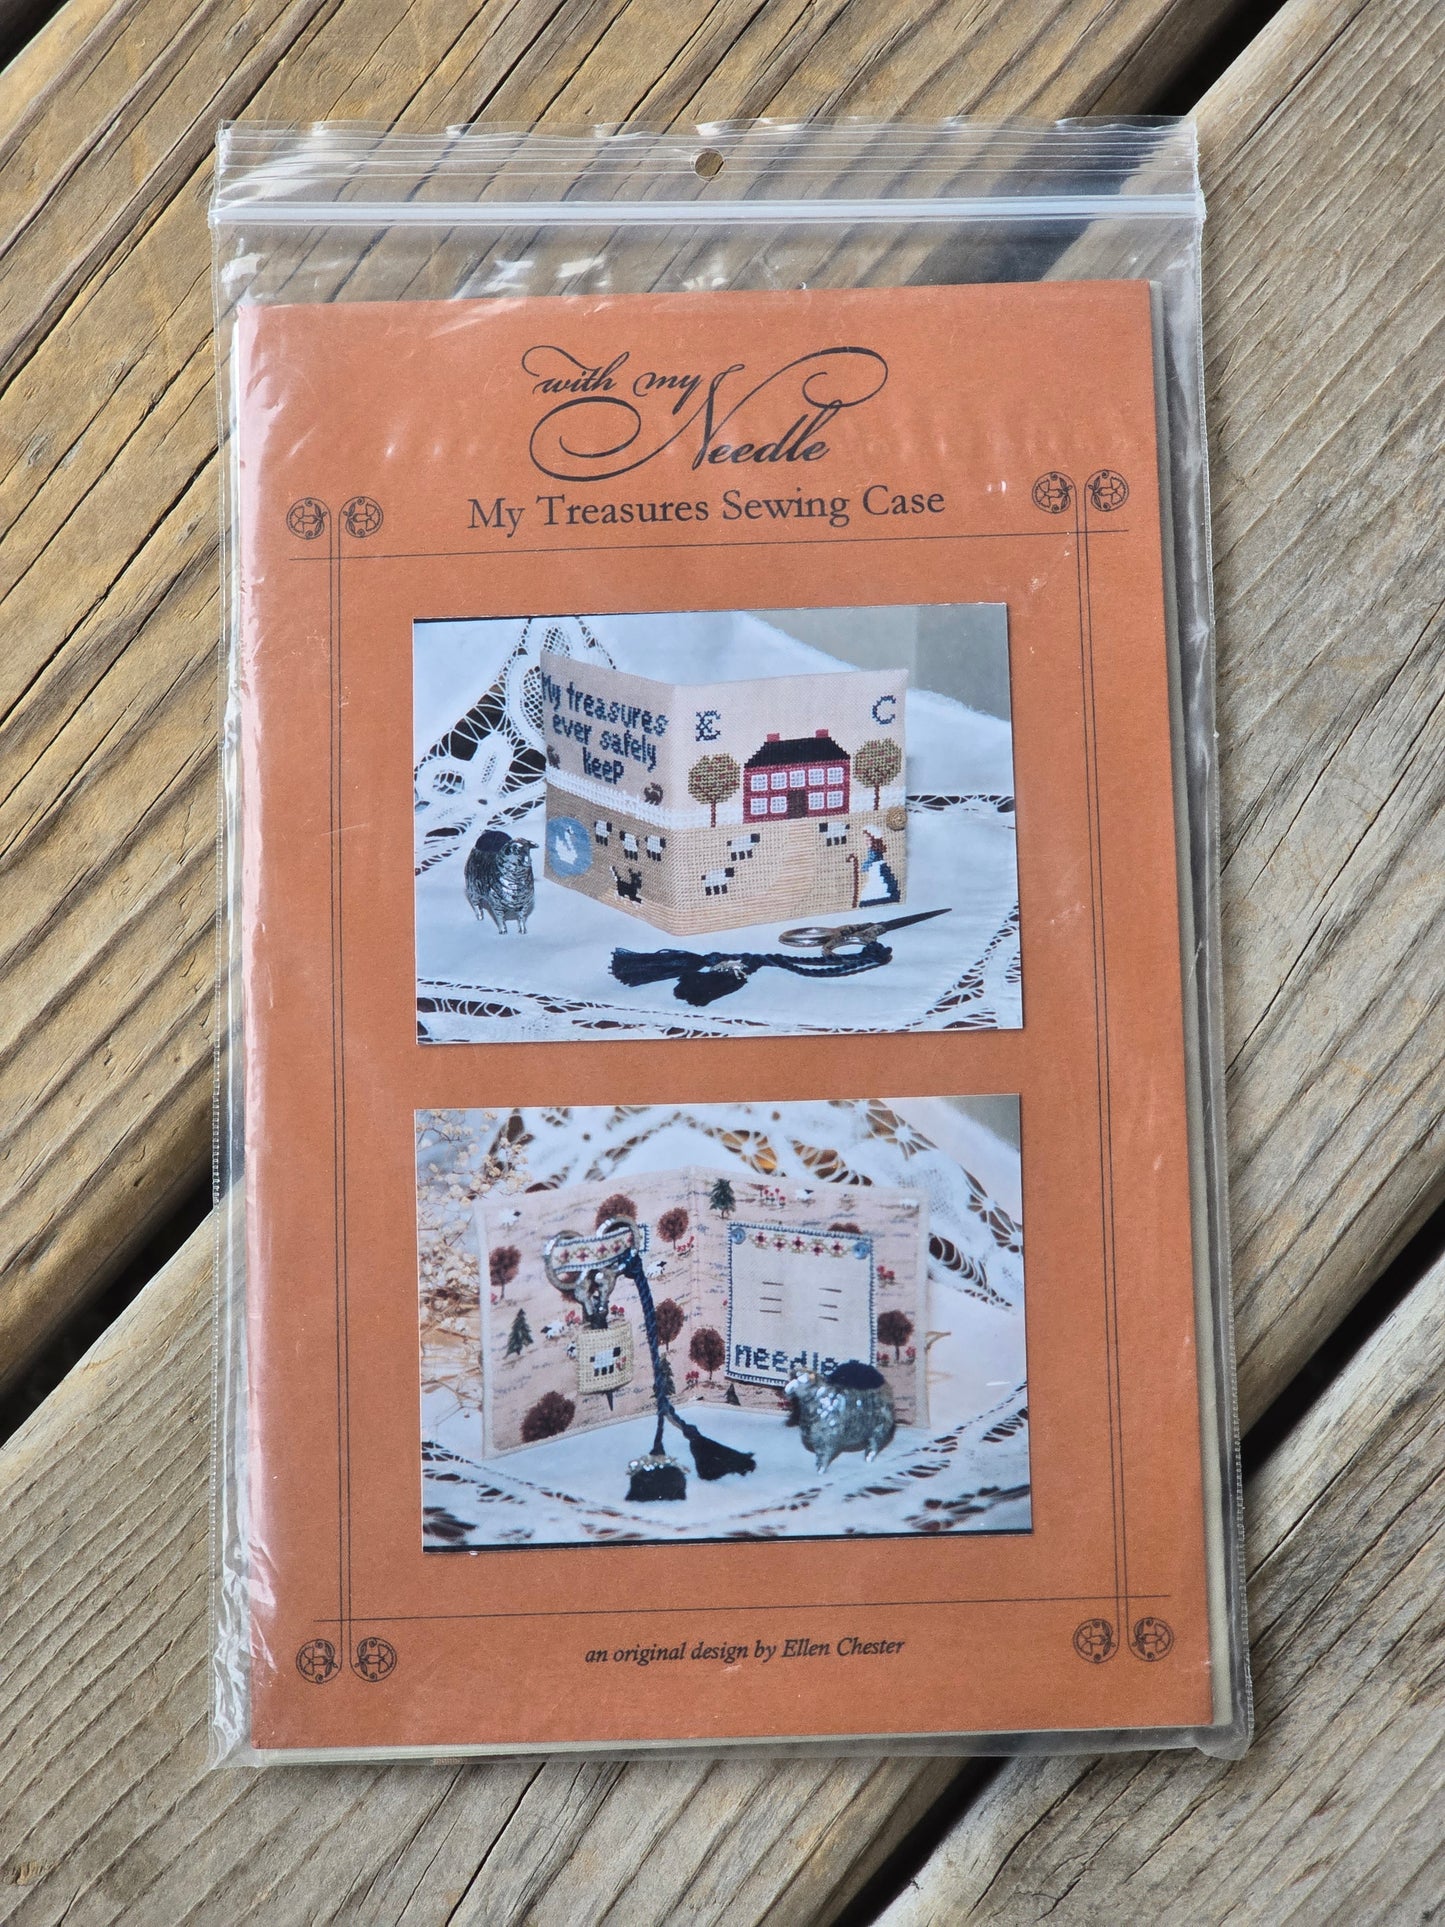 with my
Needle
My Treasures Sewing Case
My treasures
ever safely
keep
E C
needle
an original design by Ellen Chester